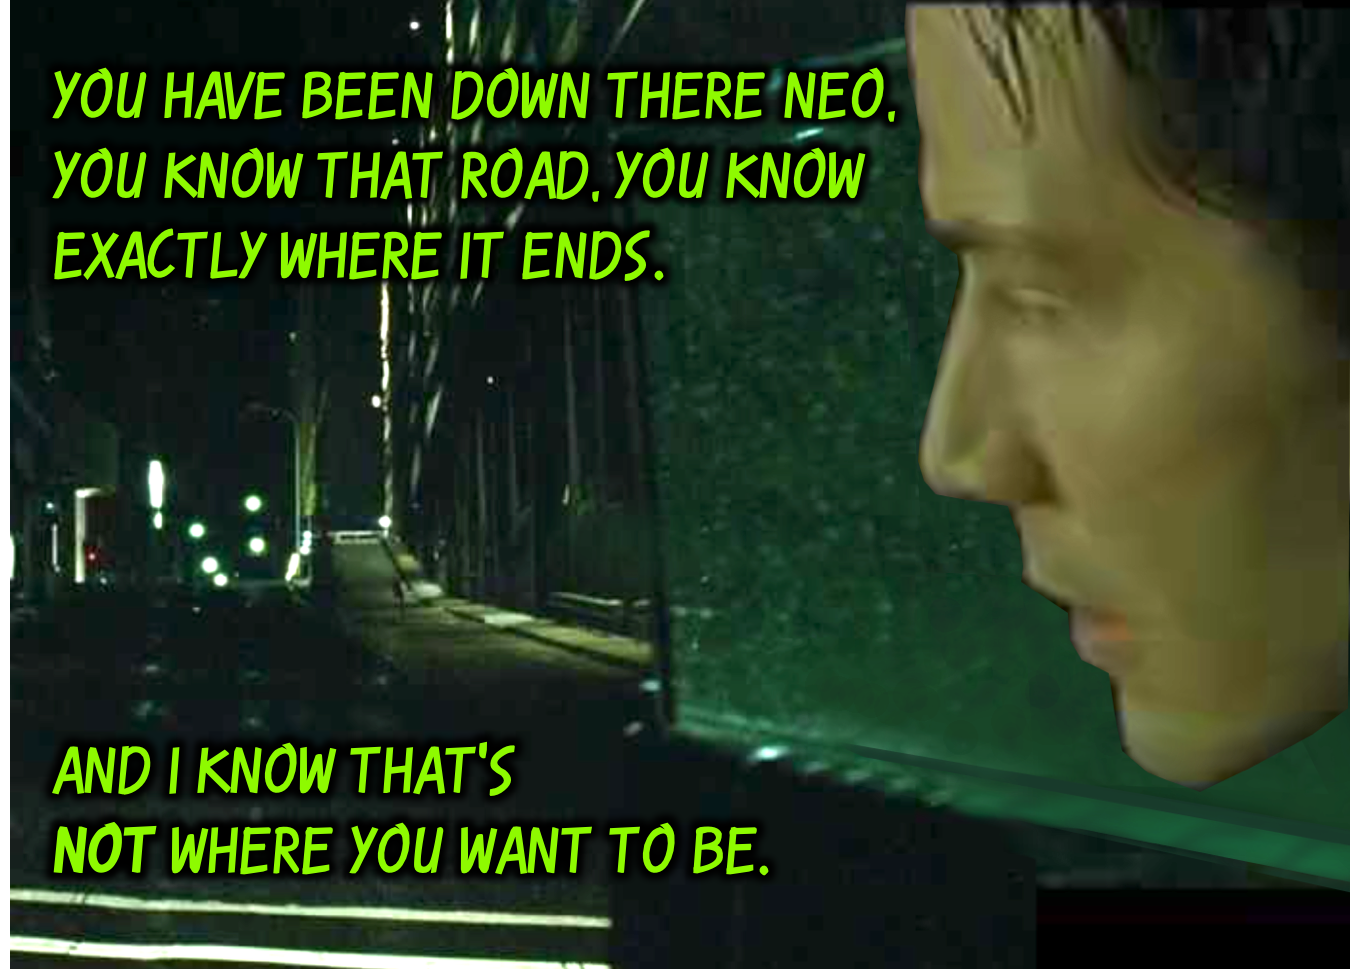 YOU HAVE BEEN DOWN THERE NEO,
YOU KNOW THAT ROAD, YOU KNOW
EXACTLY WHERE IT ENDS.
AND I KNOW THAT'S
NOT WHERE YOU WANT TO BE.